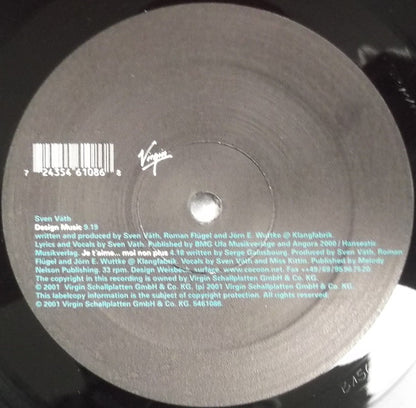 Virgin
7 24354 61086 8
Sven Väth
Design Music 9.19
written and produced by Sven Väth, Roman Flügel and Jörn E. Wuttke @ Klangfabrik.
Lyrics and Vocals by Sven Väth. Published by BMG Ufa Musikverlage and Angora 2000 / Hanseatic
Musikverlag. Je t'aime... moi non plus 4.10 written by Serge Gainsbourg. Produced by Sven Väth, Roman
Flügel and Jörn E. Wuttke @ Klangfabrik. Vocals by Sven Väth and Miss Kittin. Published by Melody
Nelson Publishing. 33 rpm. Design surface. www.cocoon.net. Fax
The copyright in this recording is owned by Virgin Schallplatten GmbH & Co. KG.
© 2001 Virgin Schallplatten GmbH & Co. KG. (p) 2001 Virgin Schallplatten GmbH & Co. KG.
This labelcopy information is the subject of copyright protection. All rights reserved.
© 2001 Virgin Schallplatten GmbH & Co. KG. 5461086.